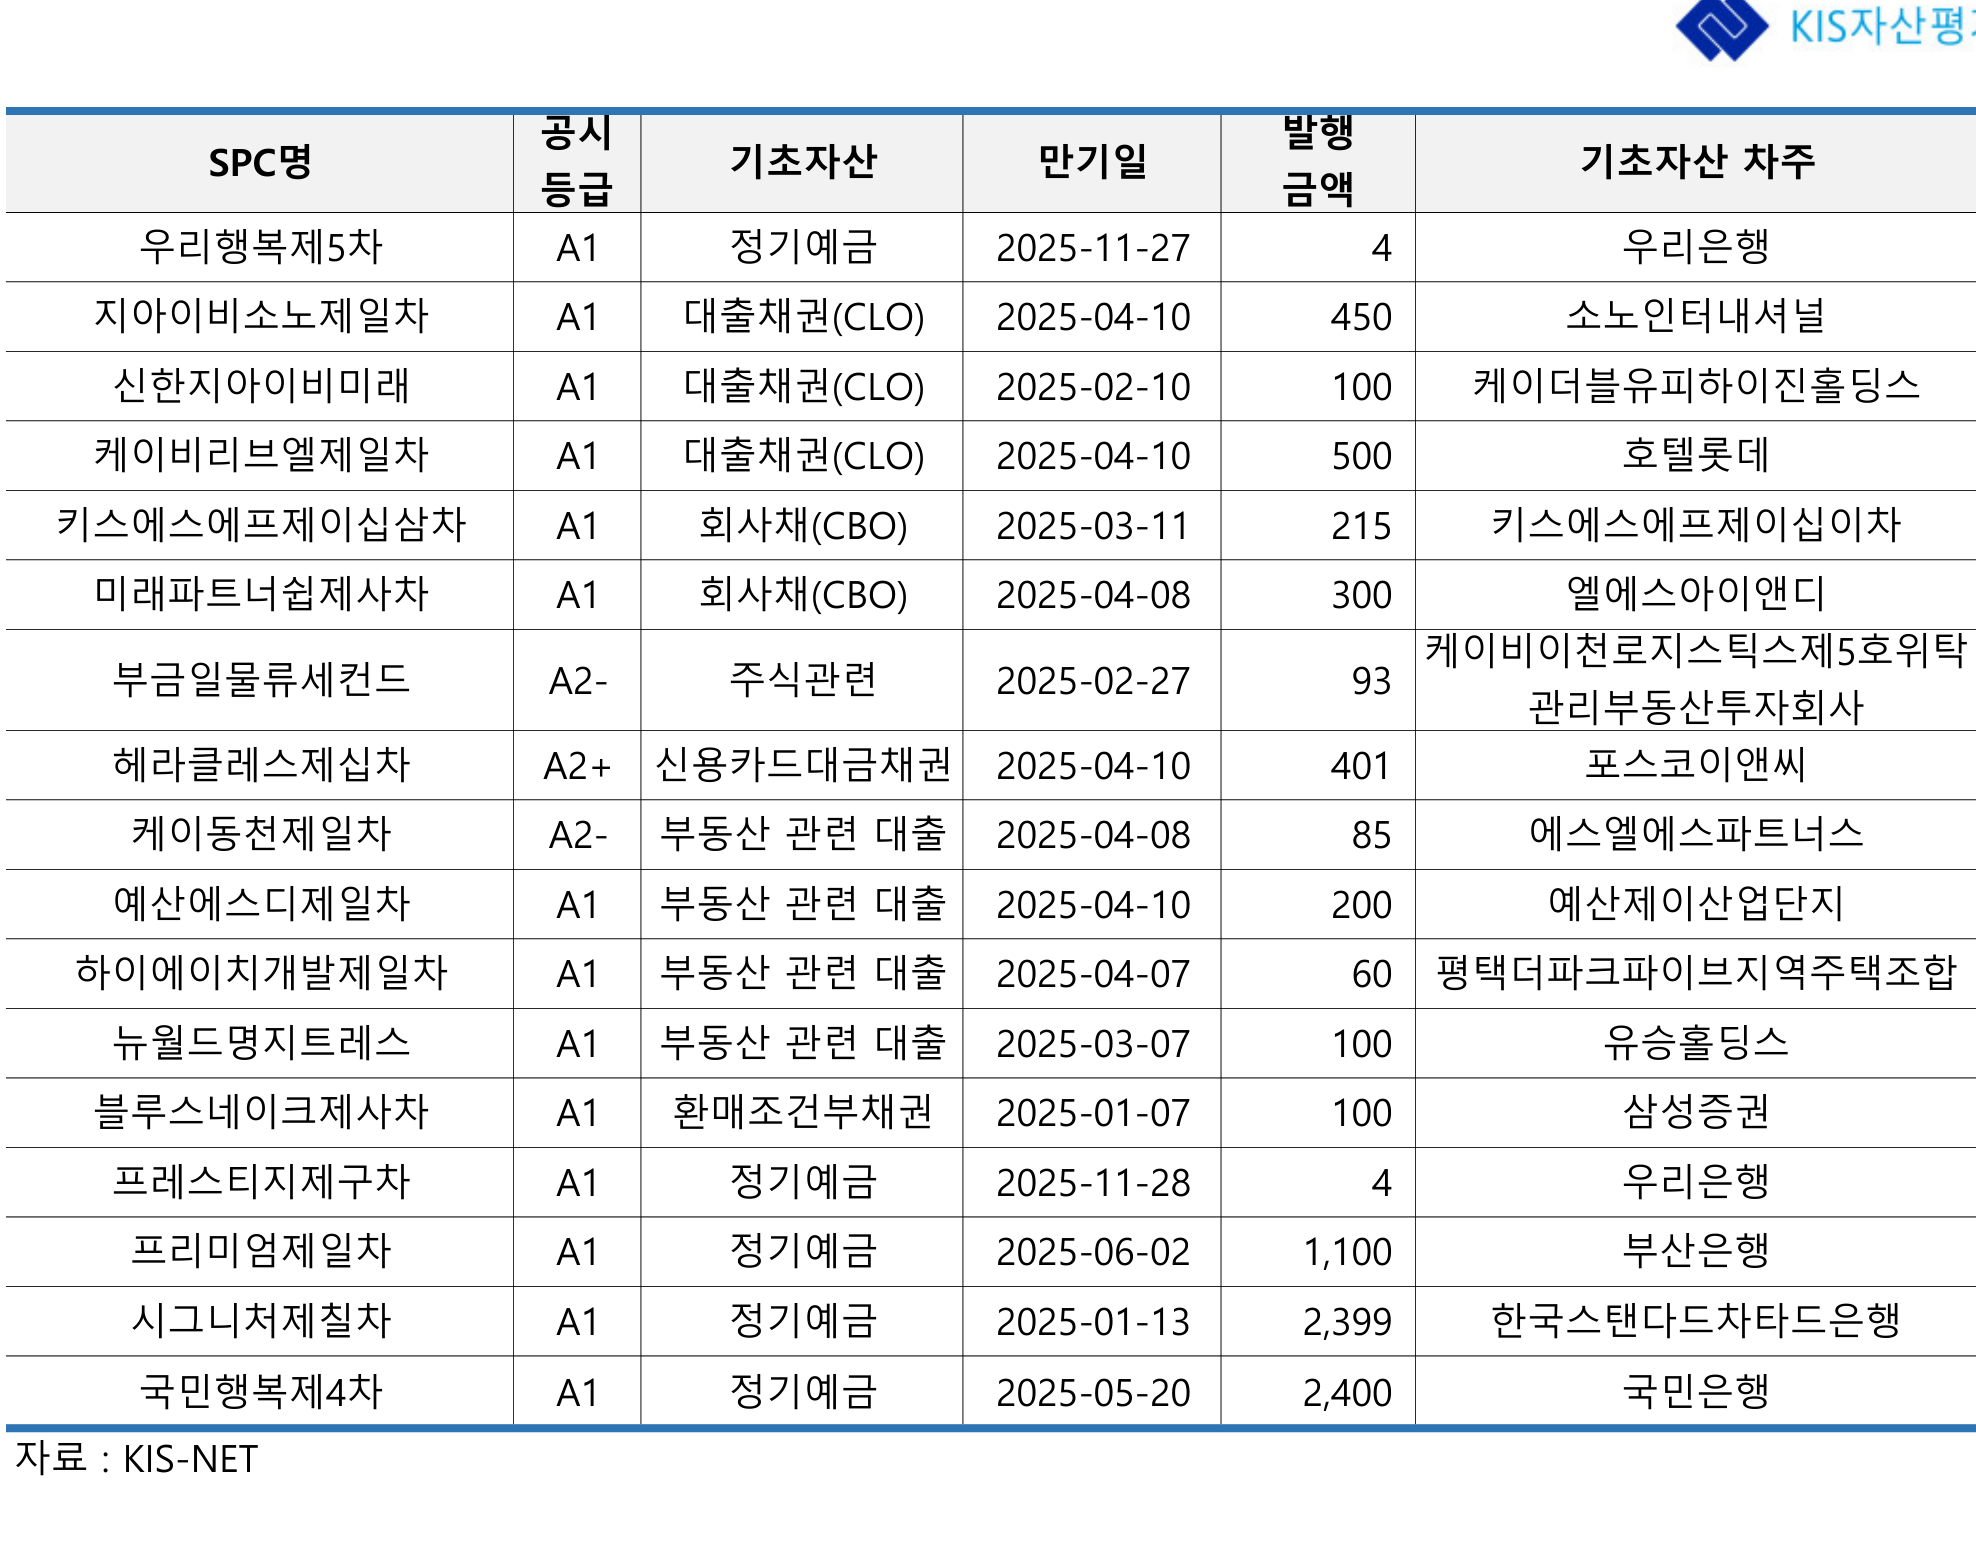 KIS자산평
SPC명 공시 등급 기초자산 만기일 발행 금액 기초자산 차주
우리행복제5차 A1 정기예금 2025-11-27 4 우리은행
지아이비소노제일차 A1 대출채권(CLO) 2025-04-10 450 소노인터내셔널
신한지아이비미래 A1 대출채권(CLO) 2025-02-10 100 케이더블유피하이진홀딩스
케이비리브엘제일차 A1 대출채권(CLO) 2025-04-10 500 호텔롯데
키스에스에프제이십삼차 A1 회사채(CBO) 2025-03-11 215 키스에스에프제이십이차
미래파트너쉽제사차 A1 회사채(CBO) 2025-04-08 300 엘에스아이앤디
부금일물류세컨드 A2- 주식관련 2025-02-27 93 케이비이천로지스틱스제5호위탁
관리부동산투자회사
헤라클레스제십차 A2+ 신용카드대금채권 2025-04-10 401 포스코이앤씨
케이동천제일차 A2- 부동산 관련 대출 2025-04-08 85 에스엘에스파트너스
예산에스디제일차 A1 부동산 관련 대출 2025-04-10 200 예산제이산업단지
하이에이치개발제일차 A1 부동산 관련 대출 2025-04-07 60 평택더파크파이브지역주택조합
뉴월드명지트레스 A1 부동산 관련 대출 2025-03-07 100 유승홀딩스
블루스네이크제사차 A1 환매조건부채권 2025-01-07 100 삼성증권
프레스티지제구차 A1 정기예금 2025-11-28 4 우리은행
프리미엄제일차 A1 정기예금 2025-06-02 1,100 부산은행
시그니처제칠차 A1 정기예금 2025-01-13 2,399 한국스탠다드차타드은행
국민행복제4차 A1 정기예금 2025-05-20 2,400 국민은행
자료 : KIS-NET